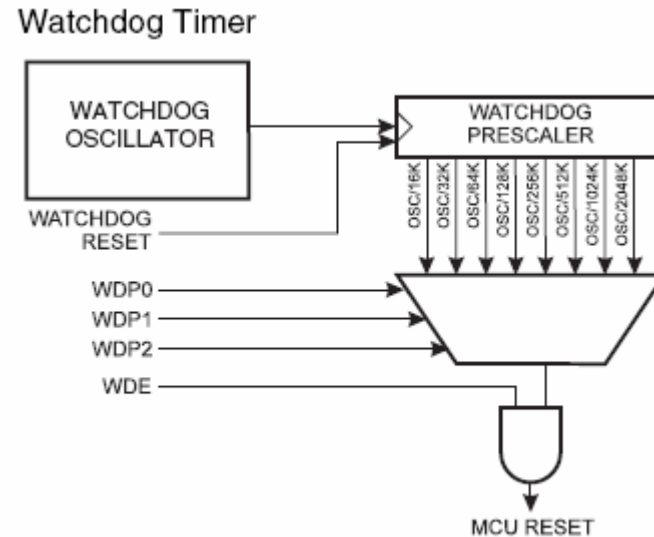 Watchdog Timer
WATCHDOG
OSCILLATOR
WATCHDOG
PRESCALER
OSC/16K
OSC/32K
OSC/64K
OSC/128K
OSC/256K
OSC/512K
OSC/1024K
OSC/2048K
WATCHDOG
RESET
WDP0
WDP1
WDP2
WDE
MCU RESET